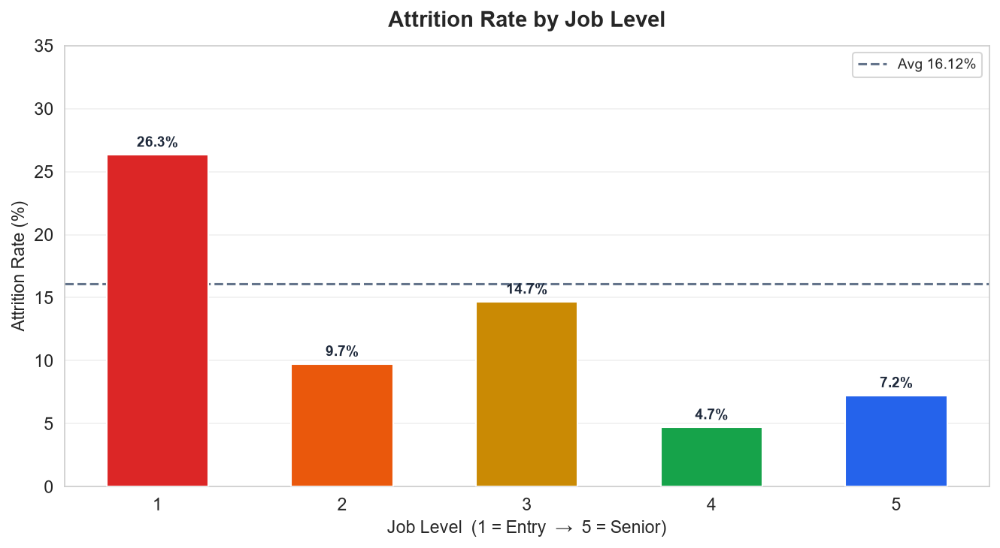 Attrition Rate by Job Level
Avg 16.12%
Attrition Rate (%)
35
30
25
20
15
10
5
0
26.3%
9.7%
14.7%
4.7%
7.2%
1 2 3 4 5
Job Level (1 = Entry → 5 = Senior)